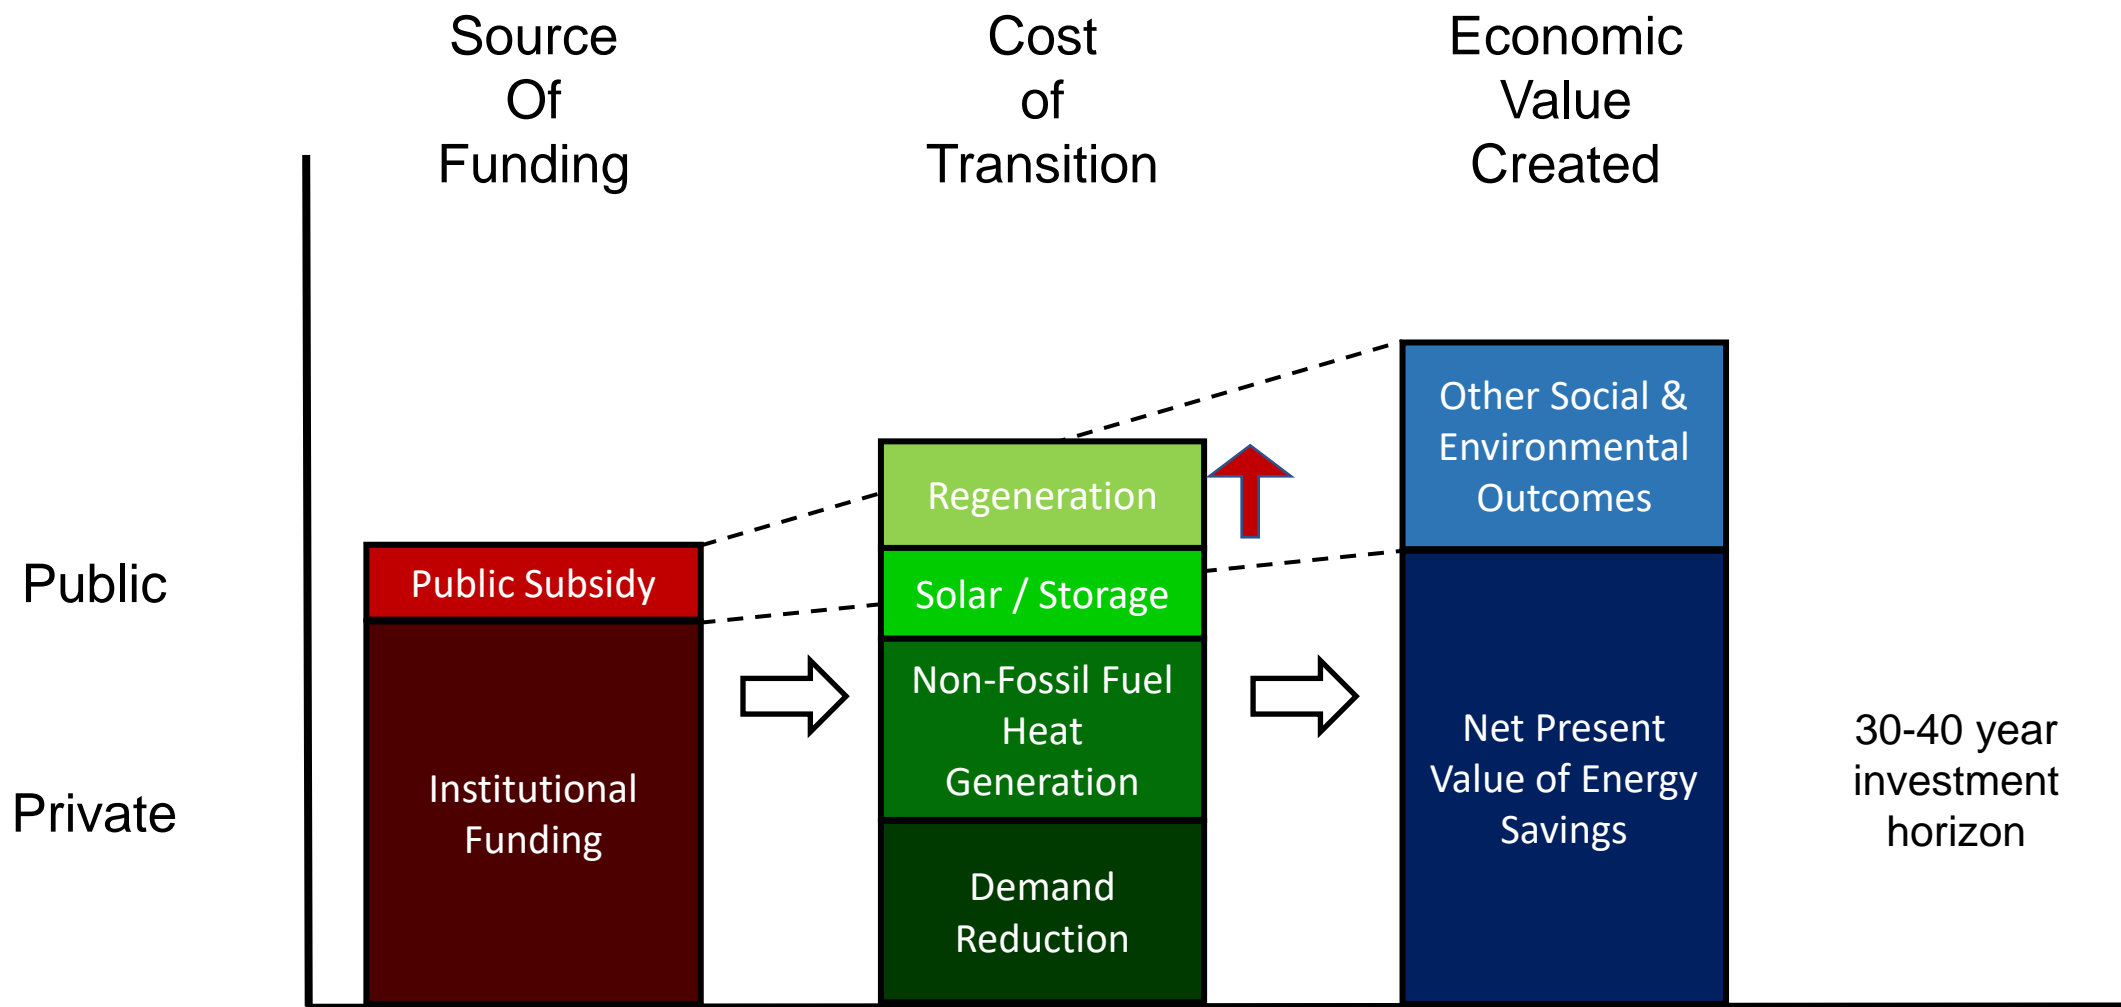 Source
Of
Funding
Cost
of
Transition
Economic
Value
Created
Public
Private
Public Subsidy
Institutional
Funding
Regeneration
Solar / Storage
Non-Fossil Fuel
Heat
Generation
Demand
Reduction
Other Social &
Environmental
Outcomes
Net Present
Value of Energy
Savings
30-40 year
investment
horizon